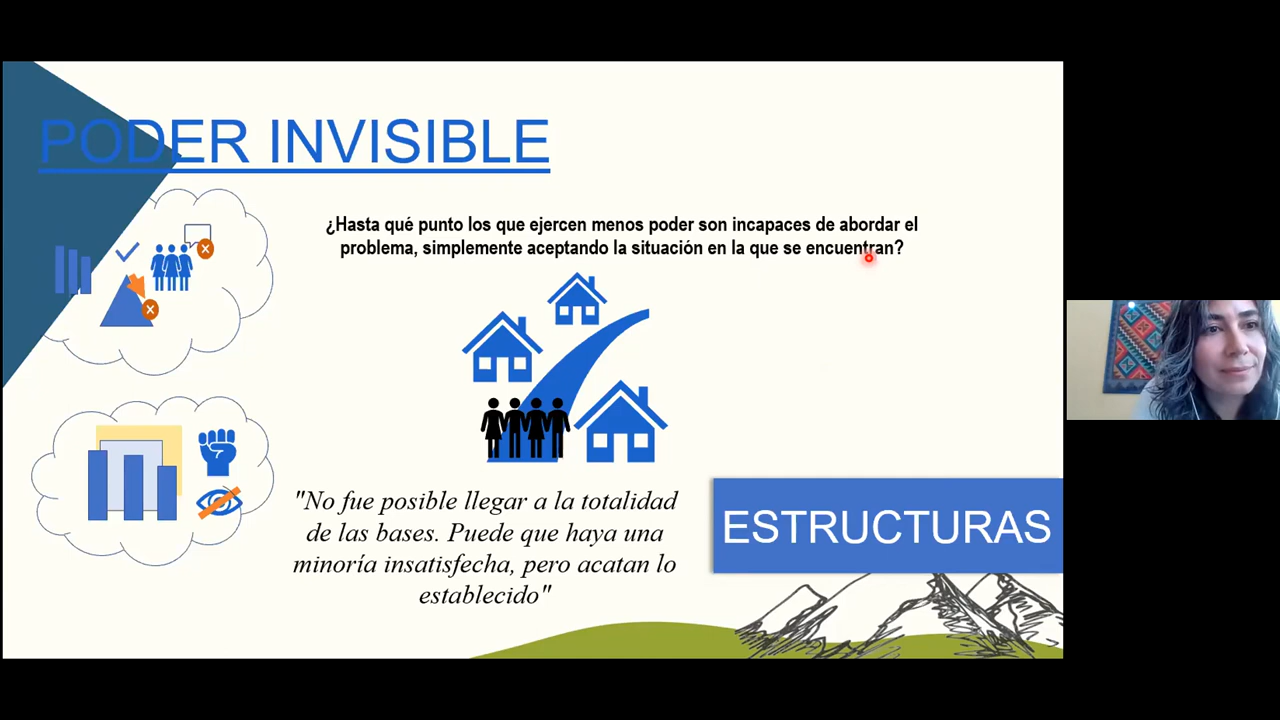 PODER INVISIBLE
¿Hasta qué punto los que ejercen menos poder son incapaces de abordar el
problema, simplemente aceptando la situación en la que se encuentran?
"No fue posible llegar a la totalidad
de las bases. Puede que haya una
minoría insatisfecha, pero acatan lo
establecido"
ESTRUCTURAS